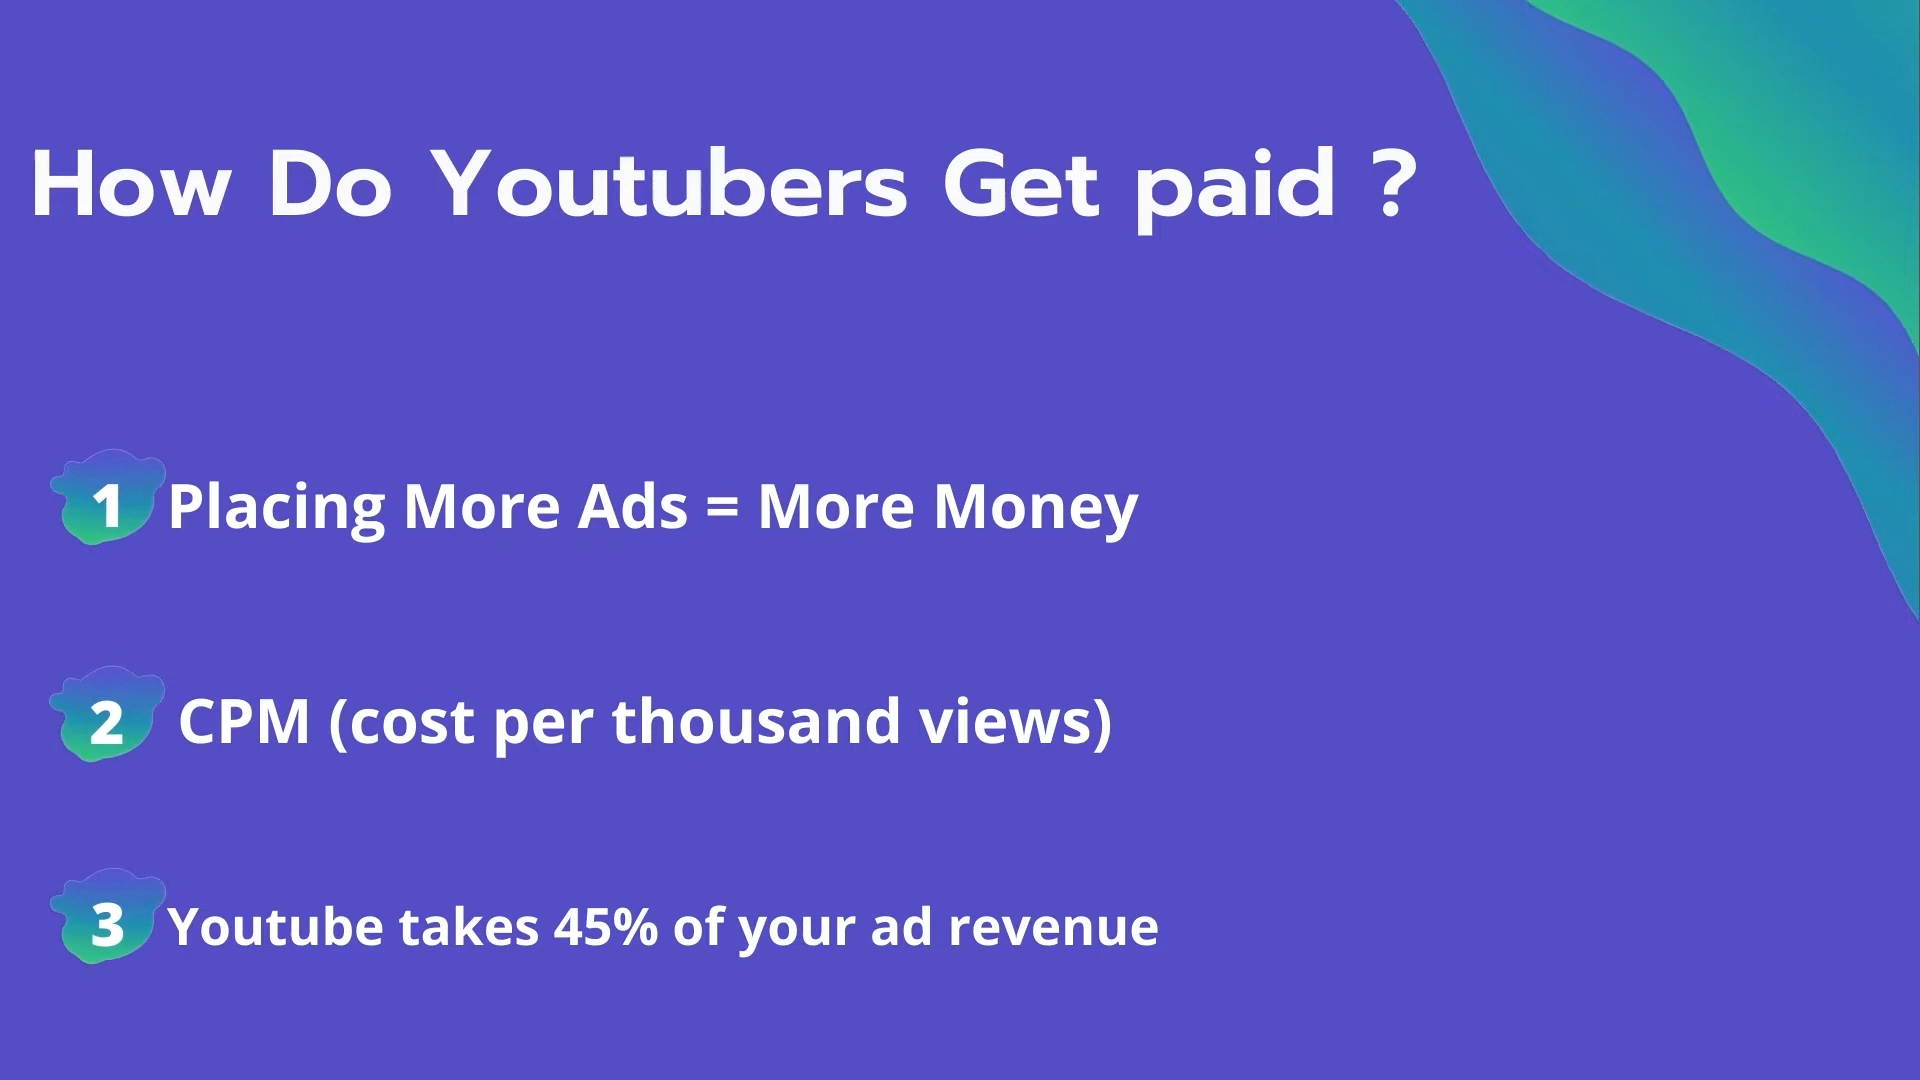 How Do Youtubers Get paid ?
1 Placing More Ads = More Money
2 CPM (cost per thousand views)
3 Youtube takes 45% of your ad revenue